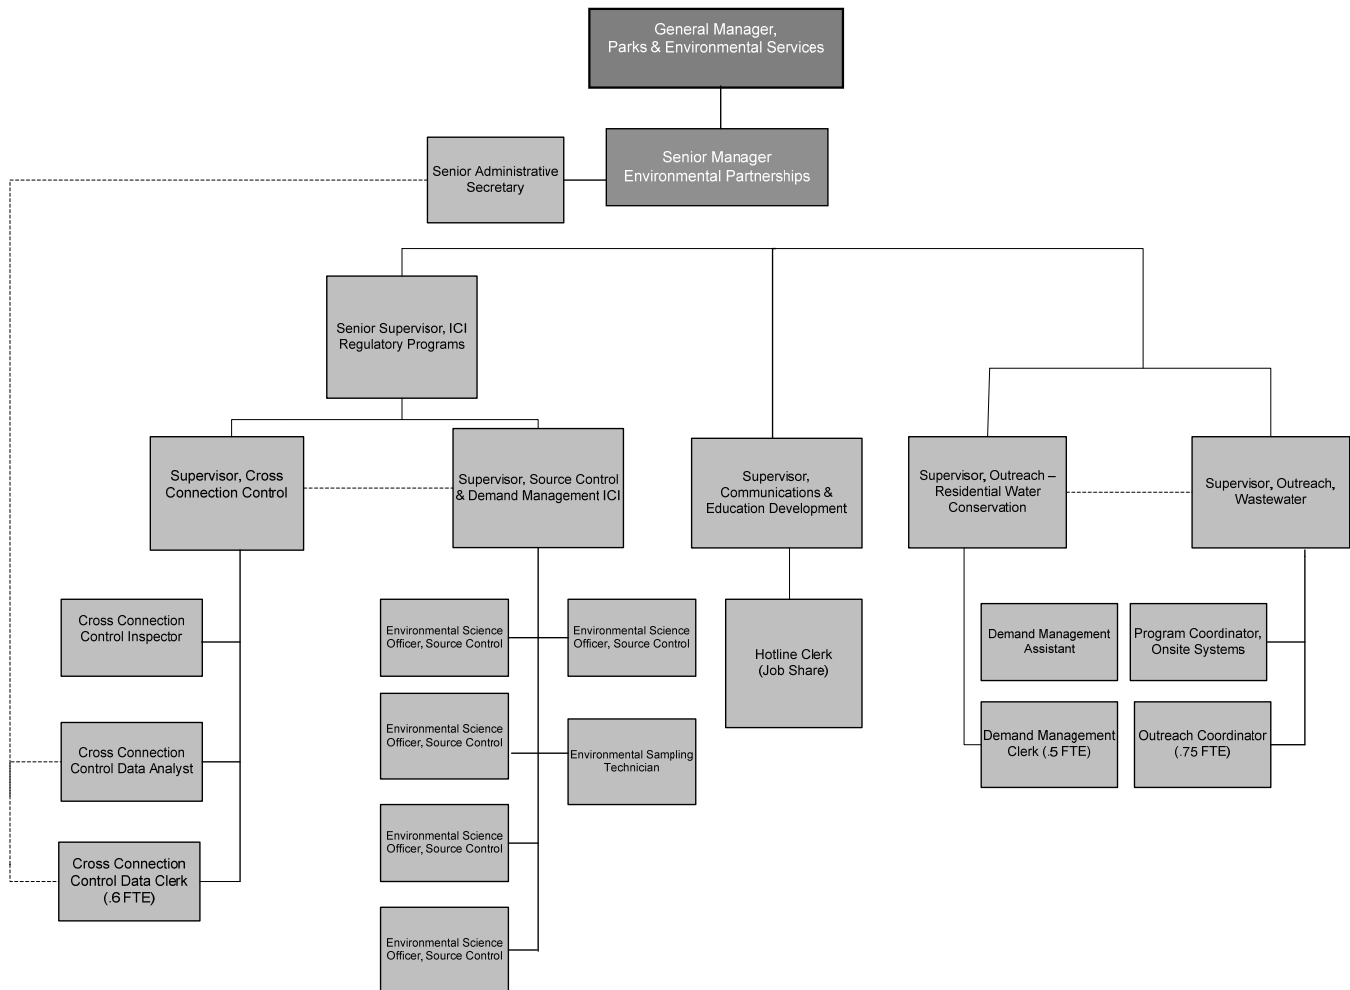 General Manager,
Parks & Environmental Services
Senior Manager
Environmental Partnerships
Senior Administrative
Secretary
Senior Supervisor, ICI
Regulatory Programs
Supervisor, Cross
Connection Control
Supervisor, Source Control
& Demand Management ICI
Supervisor,
Communications &
Education Development
Supervisor, Outreach –
Residential Water
Conservation
Supervisor, Outreach,
Wastewater
Cross Connection
Control Inspector
Cross Connection
Control Data Analyst
Cross Connection
Control Data Clerk
(.6 FTE)
Environmental Science
Officer, Source Control
Environmental Science
Officer, Source Control
Environmental Science
Officer, Source Control
Environmental Sampling
Technician
Environmental Science
Officer, Source Control
Environmental Science
Officer, Source Control
Hotline Clerk
(Job Share)
Demand Management
Assistant
Demand Management
Clerk (.5 FTE)
Program Coordinator,
Onsite Systems
Outreach Coordinator
(.75 FTE)